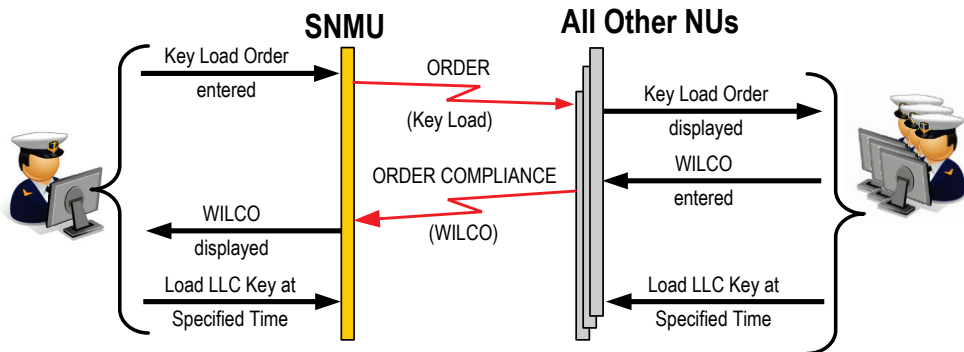 SNMU
All Other NUs
Key Load Order
entered
ORDER
(Key Load)
Key Load Order
displayed
WILCO
entered
ORDER COMPLIANCE
(WILCO)
WILCO
displayed
Load LLC Key at
Specified Time
Load LLC Key at
Specified Time